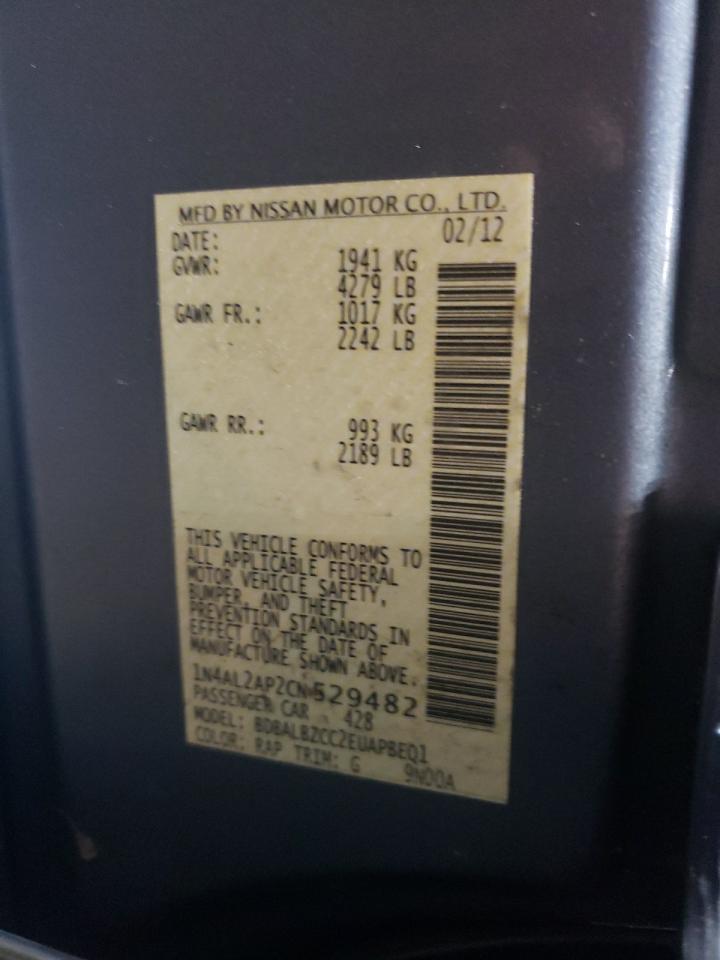 MFD BY NISSAN MOTOR CO., LTD.
DATE: 02/12
GVWR: 1941 KG
4279 LB
GAWR FR.: 1017 KG
2242 LB
GAWR RR.: 993 KG
2189 LB
THIS VEHICLE CONFORMS TO
ALL APPLICABLE FEDERAL
MOTOR VEHICLE SAFETY,
BUMPER, AND THEFT
PREVENTION STANDARDS IN
EFFECT ON THE DATE OF
MANUFACTURE SHOWN ABOVE.
1N4AL2AP2CN529482
PASSENGER CAR 428
MODEL: BDBALBZCC2EUAPBEQ1
COLOR: RAP TRIM: G 9N00A